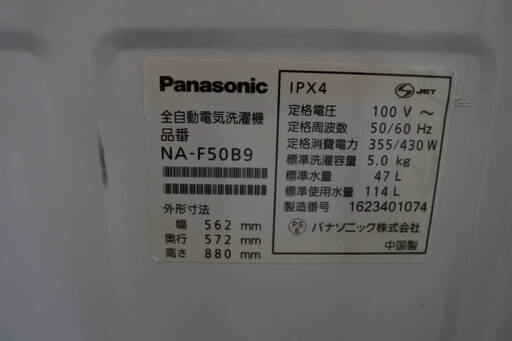 Panasonic
全自動電気洗濯機
品番
NA-F50B9
外形寸法
幅 562 mm
奥行 572 mm
高さ 880 mm
IPX4
S JET
定格電圧 100 V ～
定格周波数 50/60 Hz
定格消費電力 355/430 W
標準洗濯容量 5.0 kg
標準水量 47 L
標準使用水量 114 L
製造番号 1623401074
PS E パナソニック株式会社
中国製